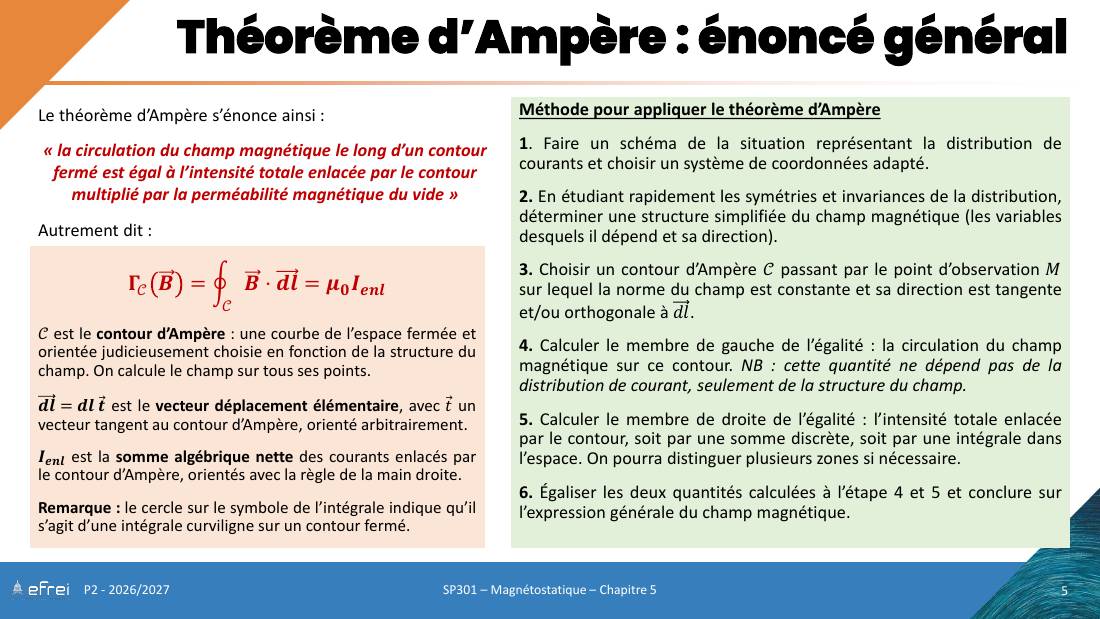 Théorème d’Ampère : énoncé général
Le théorème d’Ampère s’énonce ainsi :
« la circulation du champ magnétique le long d’un contour
fermé est égal à l’intensité totale enlacée par le contour
multiplié par la perméabilité magnétique du vide »
Autrement dit :
Γ_𝒞(B⃗) = ∮_𝒞 B⃗ · dl⃗ = μ₀I_enl
𝒞 est le contour d’Ampère : une courbe de l’espace fermée et
orientée judicieusement choisie en fonction de la structure du
champ. On calcule le champ sur tous ses points.
dl⃗ = dl t⃗ est le vecteur déplacement élémentaire, avec t⃗ un
vecteur tangent au contour d’Ampère, orienté arbitrairement.
I_enl est la somme algébrique nette des courants enlacés par
le contour d’Ampère, orientés avec la règle de la main droite.
Remarque : le cercle sur le symbole de l’intégrale indique qu’il
s’agit d’une intégrale curviligne sur un contour fermé.
Méthode pour appliquer le théorème d’Ampère
1. Faire un schéma de la situation représentant la distribution de
courants et choisir un système de coordonnées adapté.
2. En étudiant rapidement les symétries et invariances de la distribution,
déterminer une structure simplifiée du champ magnétique (les variables
desquels il dépend et sa direction).
3. Choisir un contour d’Ampère 𝒞 passant par le point d’observation M
sur lequel la norme du champ est constante et sa direction est tangente
et/ou orthogonale à dl⃗.
4. Calculer le membre de gauche de l’égalité : la circulation du champ
magnétique sur ce contour. NB : cette quantité ne dépend pas de la
distribution de courant, seulement de la structure du champ.
5. Calculer le membre de droite de l’égalité : l’intensité totale enlacée
par le contour, soit par une somme discrète, soit par une intégrale dans
l’espace. On pourra distinguer plusieurs zones si nécessaire.
6. Égaliser les deux quantités calculées à l’étape 4 et 5 et conclure sur
l’expression générale du champ magnétique.
efrei P2 - 2026/2027
SP301 – Magnétostatique – Chapitre 5
5